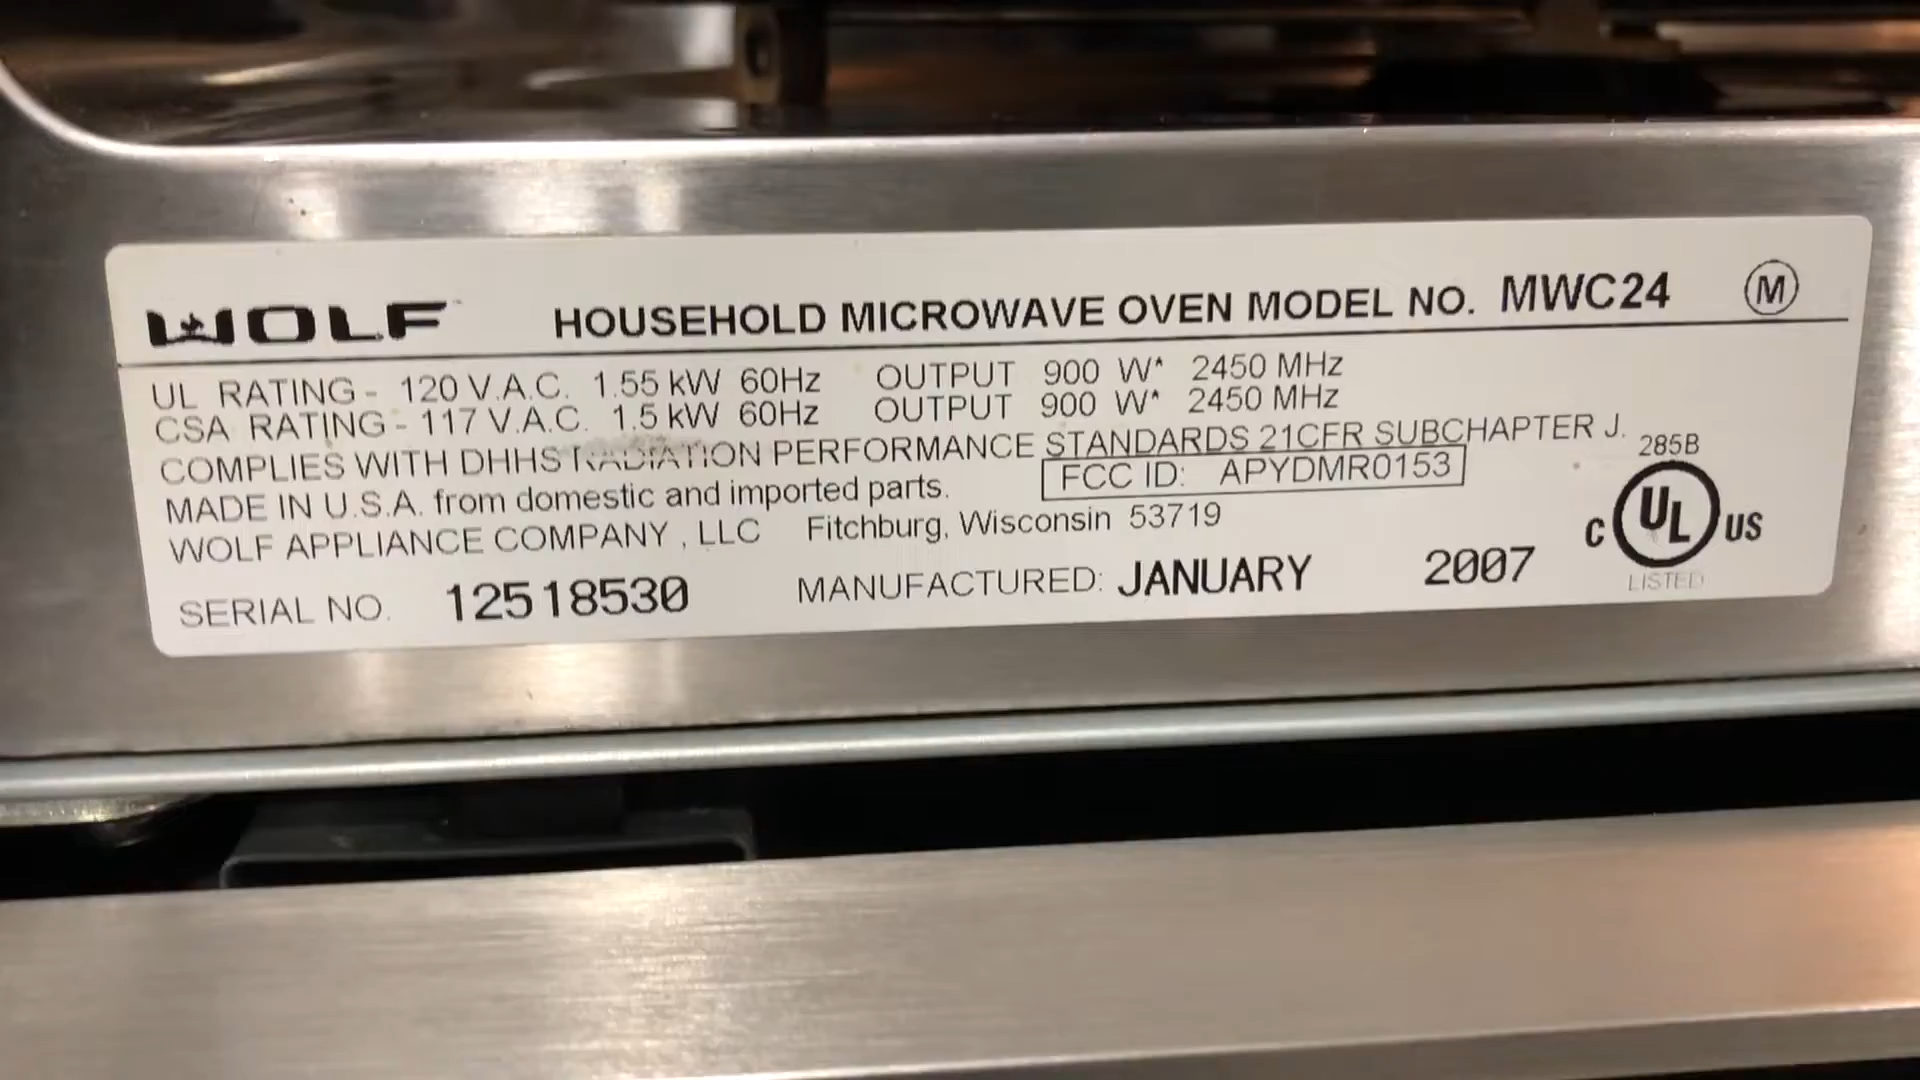 WOLF HOUSEHOLD MICROWAVE OVEN MODEL NO. MWC24 M
UL RATING - 120 V.A.C. 1.55 kW 60Hz OUTPUT 900 W* 2450 MHz
CSA RATING - 117 V.A.C. 1.5 kW 60Hz OUTPUT 900 W* 2450 MHz
COMPLIES WITH DHHS RADIATION PERFORMANCE STANDARDS 21CFR SUBCHAPTER J.
285B
MADE IN U.S.A. from domestic and imported parts. FCC ID: APYDMR0153
WOLF APPLIANCE COMPANY , LLC Fitchburg, Wisconsin 53719
C UL US
LISTED
SERIAL NO. 12518530 MANUFACTURED: JANUARY 2007